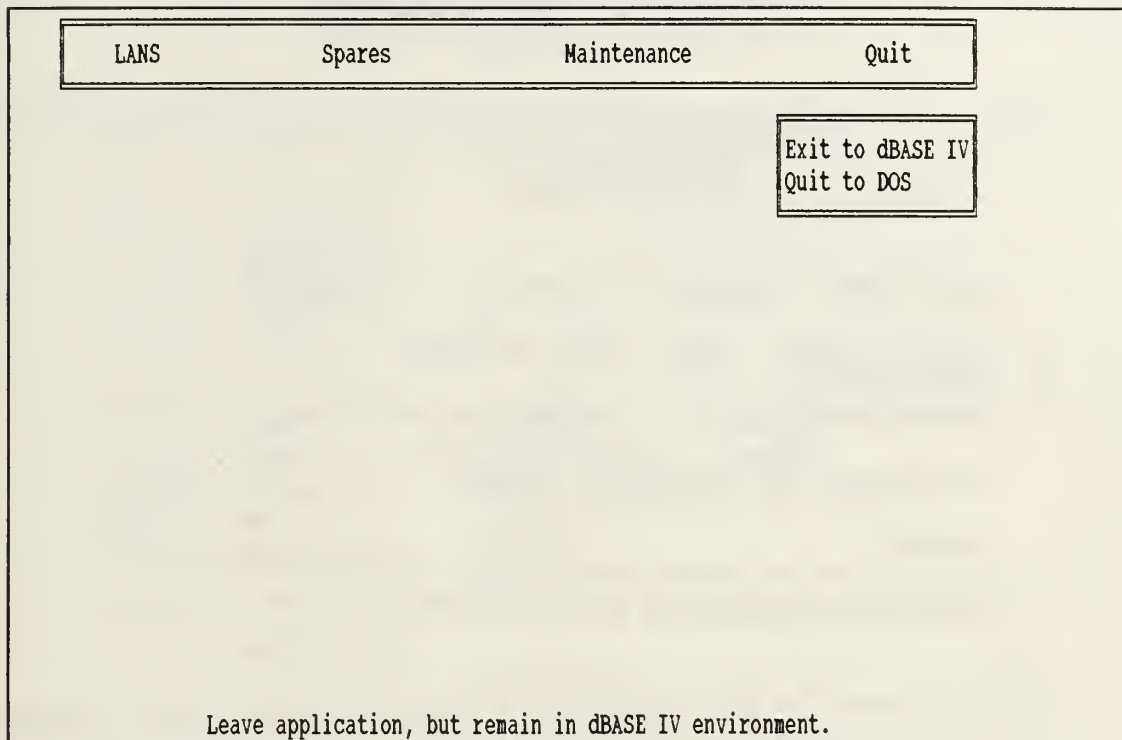 LANS Spares Maintenance Quit
Exit to dBASE IV
Quit to DOS
Leave application, but remain in dBASE IV environment.